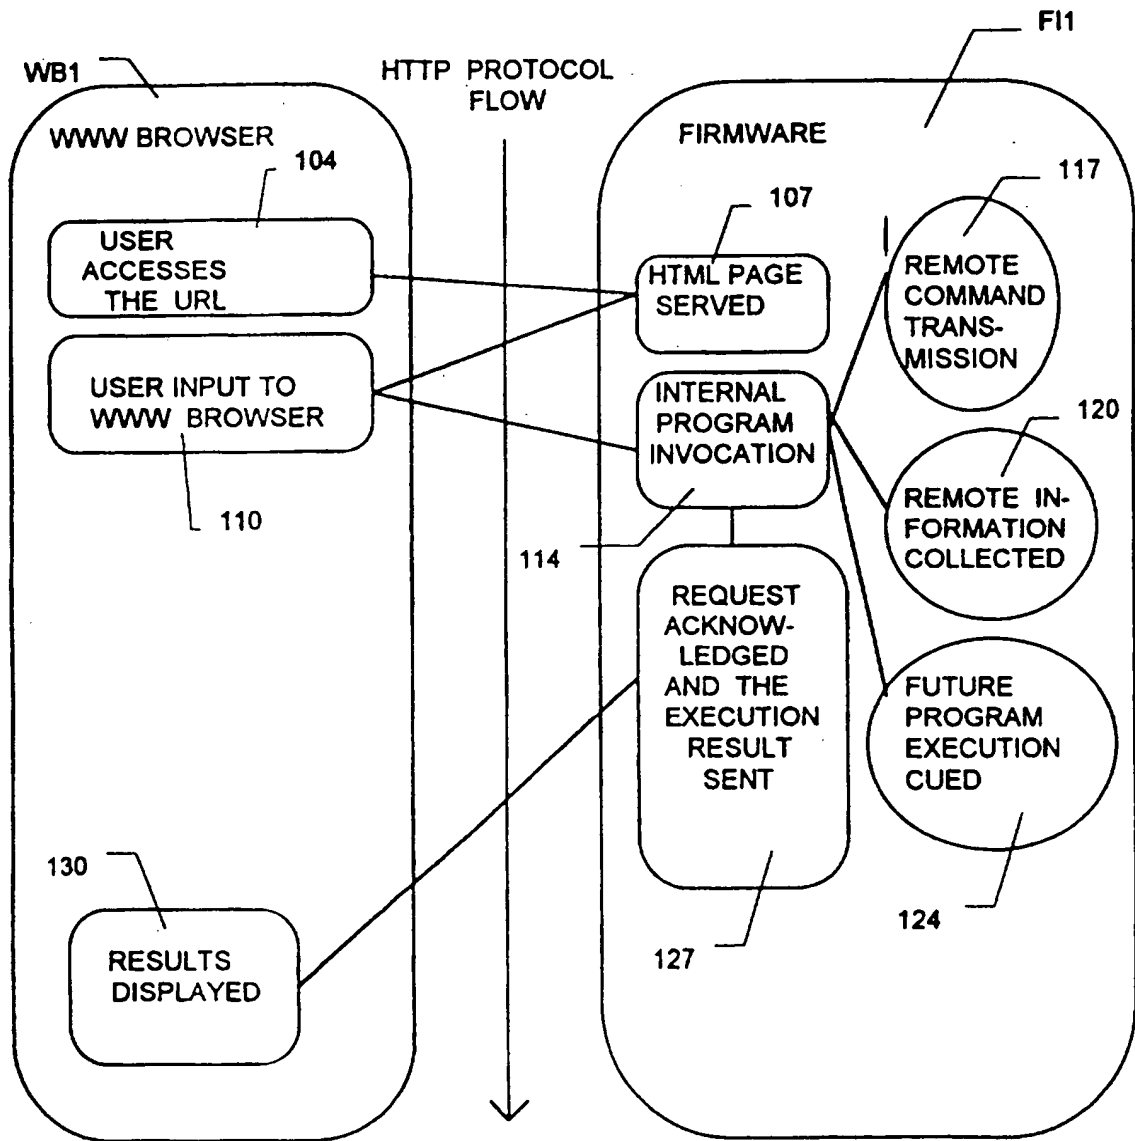 FI1
WB1
HTTP PROTOCOL
FLOW
WWW BROWSER
104
USER
ACCESSES
THE URL
USER INPUT TO
WWW BROWSER
110
130
RESULTS
DISPLAYED
FIRMWARE
107
HTML PAGE
SERVED
INTERNAL
PROGRAM
INVOCATION
114
REQUEST
ACKNOW-
LEDGED
AND THE
EXECUTION
RESULT
SENT
127
117
REMOTE
COMMAND
TRANS-
MISSION
120
REMOTE IN-
FORMATION
COLLECTED
FUTURE
PROGRAM
EXECUTION
CUED
124